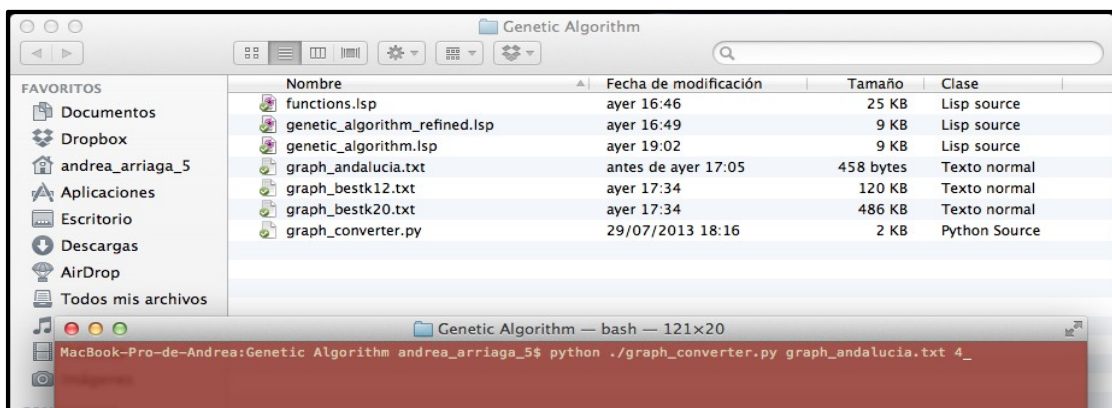 Genetic Algorithm
FAVORITOS
Documentos
Dropbox
andrea_arriaga_5
Aplicaciones
Escritorio
Descargas
AirDrop
Todos mis archivos
Imágenes
Nombre Fecha de modificación Tamaño Clase
functions.lsp ayer 16:46 25 KB Lisp source
genetic_algorithm_refined.lsp ayer 16:49 9 KB Lisp source
genetic_algorithm.lsp ayer 19:02 9 KB Lisp source
graph_andalucia.txt antes de ayer 17:05 458 bytes Texto normal
graph_bestk12.txt ayer 17:34 120 KB Texto normal
graph_bestk20.txt ayer 17:34 486 KB Texto normal
graph_converter.py 29/07/2013 18:16 2 KB Python Source
Genetic Algorithm — bash — 121×20
MacBook-Pro-de-Andrea:Genetic Algorithm andrea_arriaga_5$ python ./graph_converter.py graph_andalucia.txt 4_